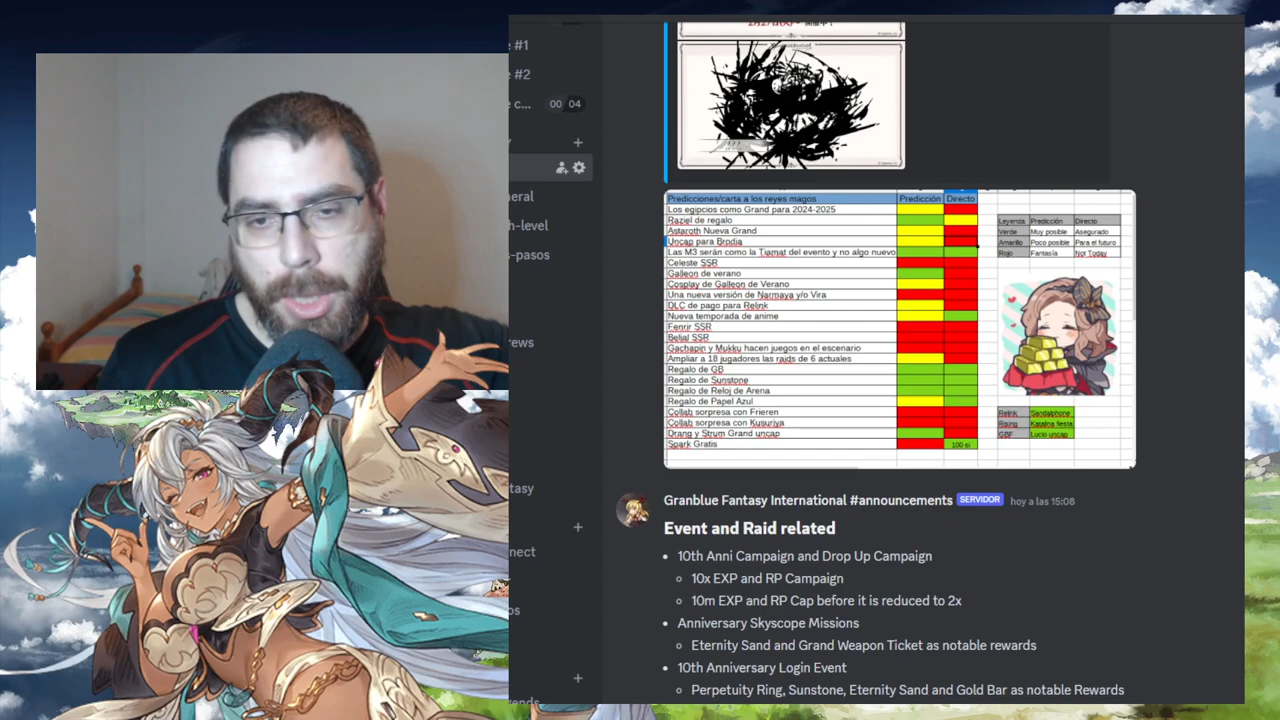 #1
#2
c...
00 04
eral
h-level
s-pasos
rews
tasy
nect
os
Predicciones/carta a los reyes magos Predicción Directo
Los egipcios como Grand para 2024-2025
Raziel de regalo
Astaroth Nueva Grand
Uncap para Brodia
Las M3 serán como la Tiamat del evento y no algo nuevo
Celeste SSR
Galleon de verano
Cosplay de Galleon de Verano
Una nueva versión de Narmaya y/o Vira
DLC de pago para Relink
Nueva temporada de anime
Fenrir SSR
Belial SSR
Gachapin y Mukku hacen juegos en el escenario
Ampliar a 18 jugadores las raids de 6 actuales
Regalo de GB
Regalo de Sunstone
Regalo de Reloj de Arena
Regalo de Papel Azul
Collab sorpresa con Frieren
Collab sorpresa con Kusuriya
Drang y Strum Grand uncap
Spark Gratis 100 si
Leyenda Predicción Directo
Verde Muy posible Asegurado
Amarillo Poco posible Para el futuro
Rojo Fantasía Not Today
Relink Sandalphone
Rising Katalina fiesta
GBF Lucio uncap
Granblue Fantasy International #announcements SERVIDOR hoy a las 15:08
Event and Raid related
10th Anni Campaign and Drop Up Campaign
10x EXP and RP Campaign
10m EXP and RP Cap before it is reduced to 2x
Anniversary Skyscope Missions
Eternity Sand and Grand Weapon Ticket as notable rewards
10th Anniversary Login Event
Perpetuity Ring, Sunstone, Eternity Sand and Gold Bar as notable Rewards